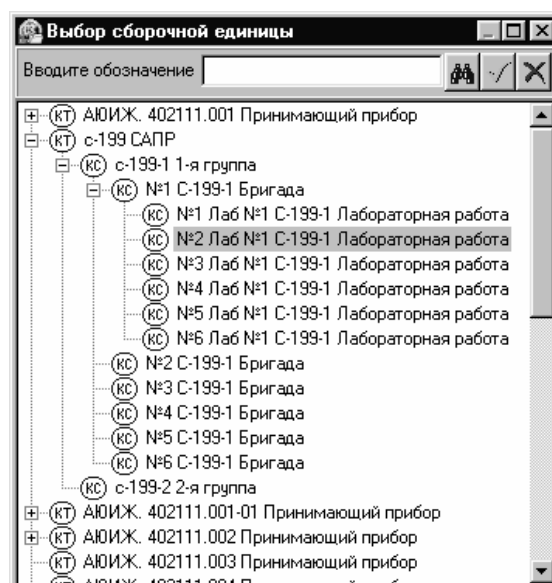 Выбор сборочной единицы
Вводите обозначение
КТ АЮИЖ. 402111.001 Принимающий прибор
КТ с-199 САПР
КС с-199-1 1-я группа
КС №1 С-199-1 Бригада
КС №1 Лаб №1 С-199-1 Лабораторная работа
КС №2 Лаб №1 С-199-1 Лабораторная работа
КС №3 Лаб №1 С-199-1 Лабораторная работа
КС №4 Лаб №1 С-199-1 Лабораторная работа
КС №5 Лаб №1 С-199-1 Лабораторная работа
КС №6 Лаб №1 С-199-1 Лабораторная работа
КС №2 С-199-1 Бригада
КС №3 С-199-1 Бригада
КС №4 С-199-1 Бригада
КС №5 С-199-1 Бригада
КС №6 С-199-1 Бригада
КС с-199-2 2-я группа
КТ АЮИЖ. 402111.001-01 Принимающий прибор
КТ АЮИЖ. 402111.002 Принимающий прибор
КТ АЮИЖ. 402111.003 Принимающий прибор